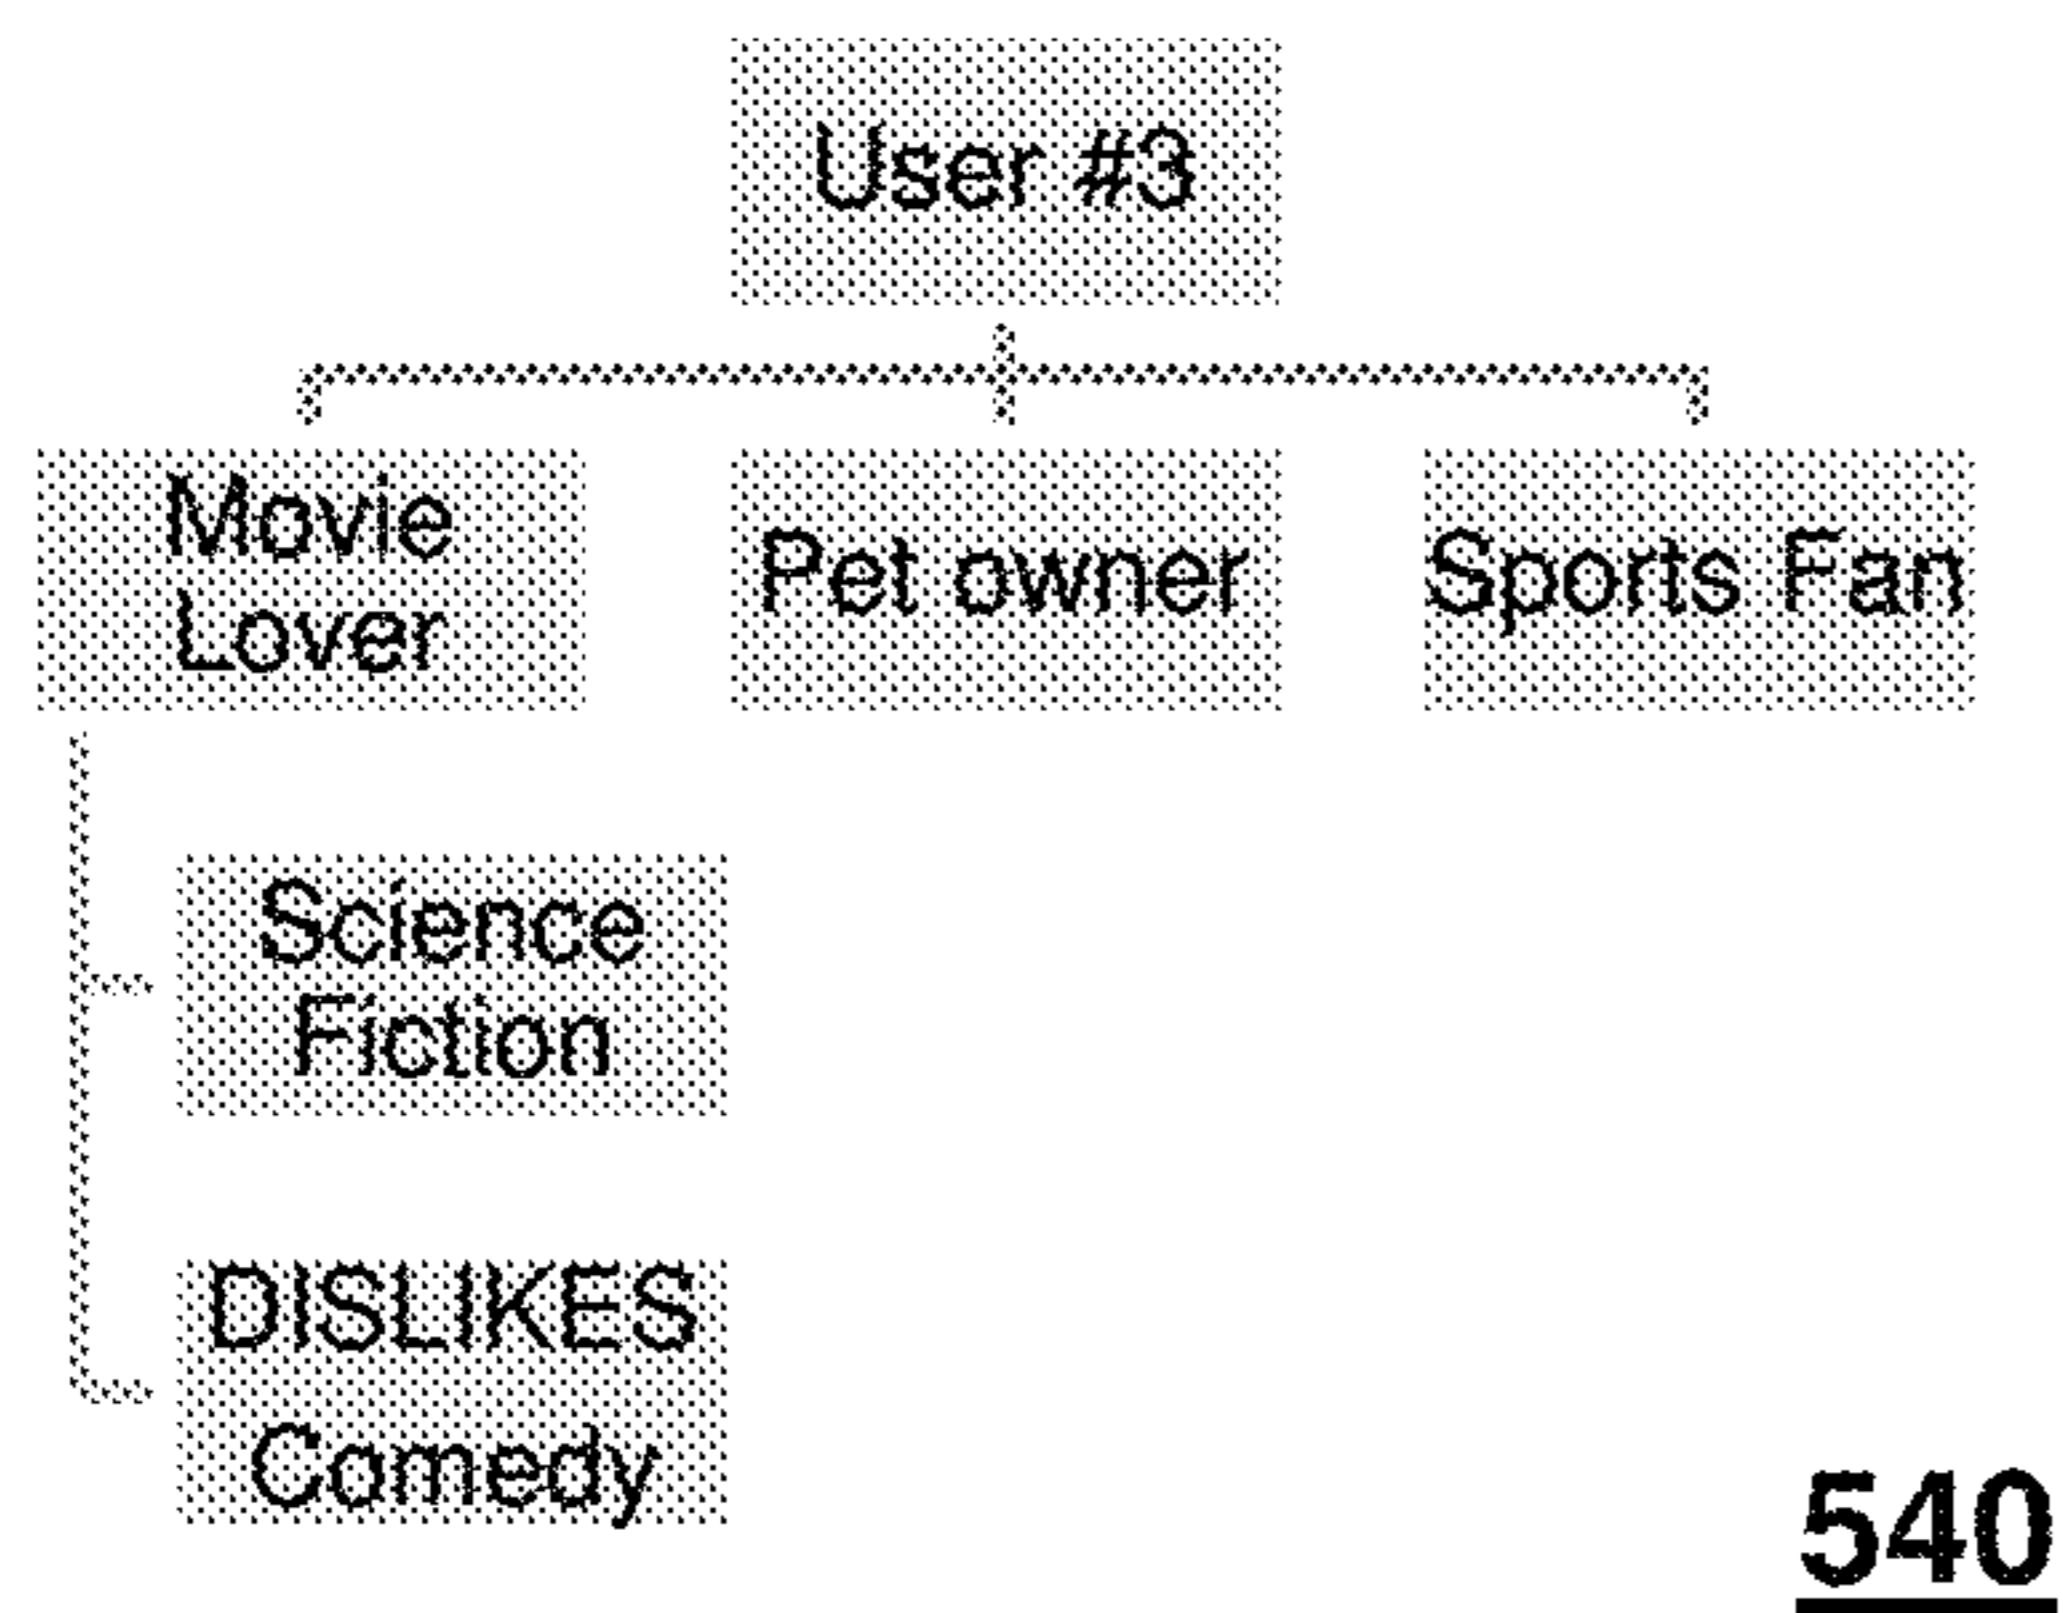 User #3
Movie
Lover
Pet owner
Sports Fan
Science
Fiction
DISLIKES
Comedy
540